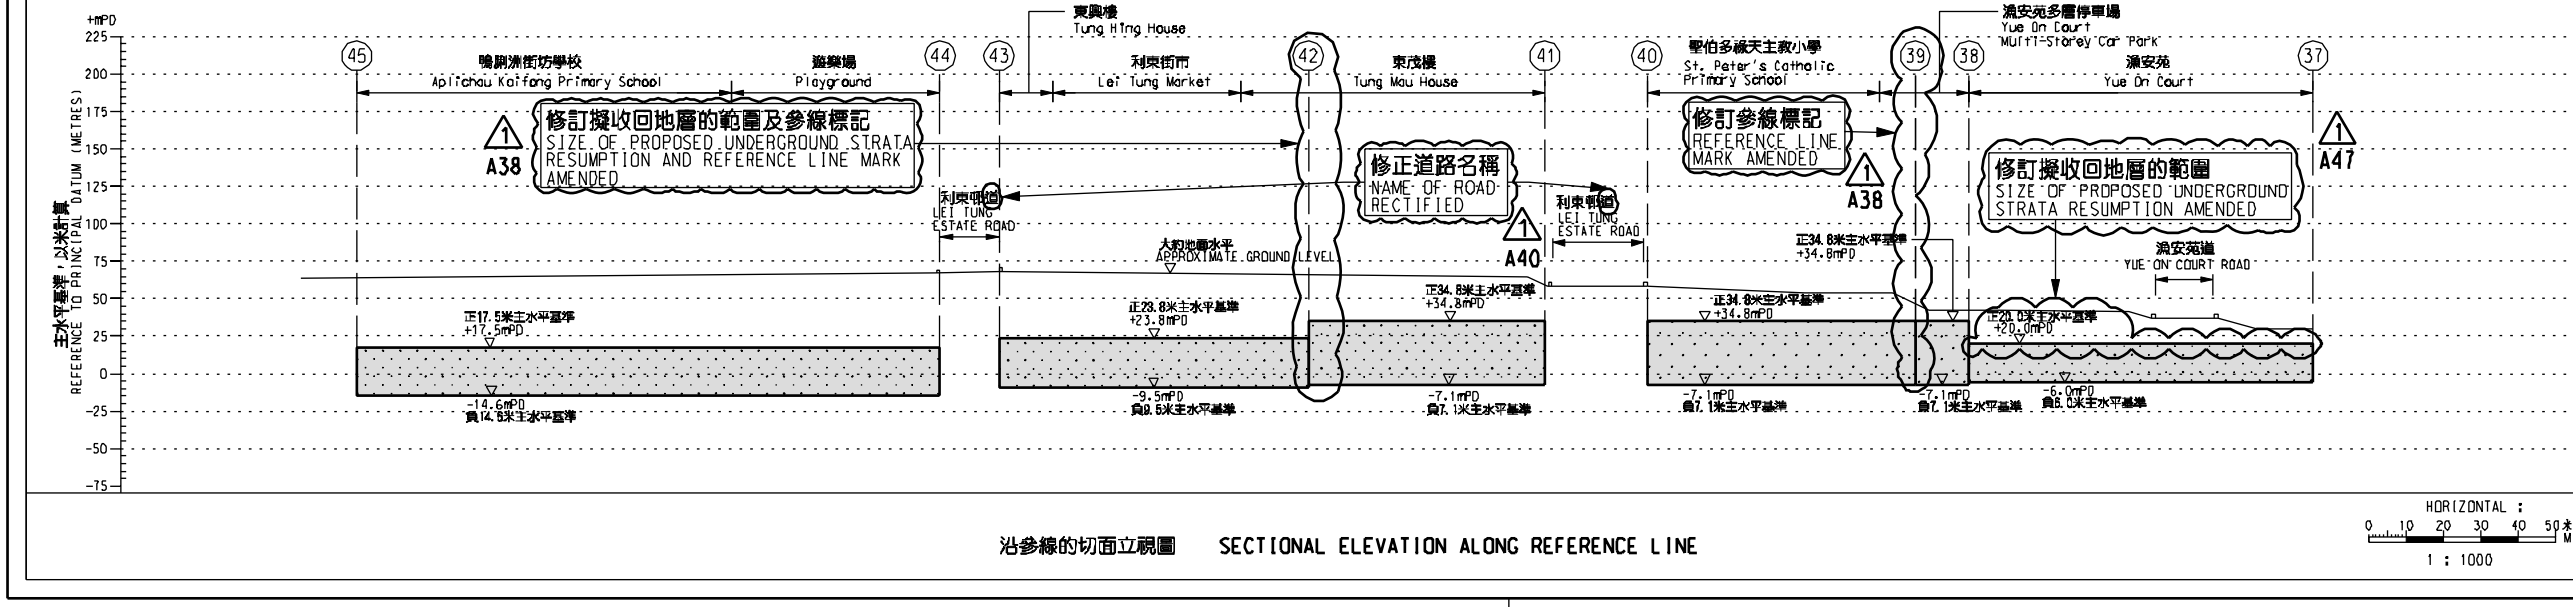 +mPD
225
200
175
150
125
100
75
50
25
0
-25
-50
-75
主水平基準，以米計算
REFERENCE TO PRINCIPAL DATUM (METRES)
45
44
43
42
41
40
39
38
37
鴨脷洲街坊學校
Aplichau Kaifong Primary School
遊樂場
Playground
東興樓
Tung Hing House
利東街市
Lei Tung Market
東茂樓
Tung Mau House
聖伯多祿天主教小學
St. Peter's Catholic
Primary School
漁安苑多層停車場
Yue On Court
Multi-Storey Car Park
漁安苑
Yue On Court
1
A38
修訂擬收回地層的範圍及參線標記
SIZE OF PROPOSED UNDERGROUND STRATA
RESUMPTION AND REFERENCE LINE MARK
AMENDED
利東邨道
LEI TUNG
ESTATE ROAD
修正道路名稱
NAME OF ROAD
RECTIFIED
1
A40
利東邨道
LEI TUNG
ESTATE ROAD
修訂參線標記
REFERENCE LINE
MARK AMENDED
1
A38
修訂擬收回地層的範圍
SIZE OF PROPOSED UNDERGROUND
STRATA RESUMPTION AMENDED
1
A47
大約地面水平
APPROXIMATE GROUND LEVEL
漁安苑道
YUE ON COURT ROAD
正17.5米主水平基準
+17.5mPD
正23.8米主水平基準
+23.8mPD
正34.8米主水平基準
+34.8mPD
正34.8米主水平基準
+34.8mPD
正34.8米主水平基準
+34.8mPD
正20.0米主水平基準
+20.0mPD
-14.6mPD
負14.6米主水平基準
-9.5mPD
負9.5米主水平基準
-7.1mPD
負7.1米主水平基準
-7.1mPD
負7.1米主水平基準
-7.1mPD
負7.1米主水平基準
-6.0mPD
負6.0米主水平基準
沿參線的切面立視圖 SECTIONAL ELEVATION ALONG REFERENCE LINE
HORIZONTAL :
0 10 20 30 40 50米
M
1 : 1000